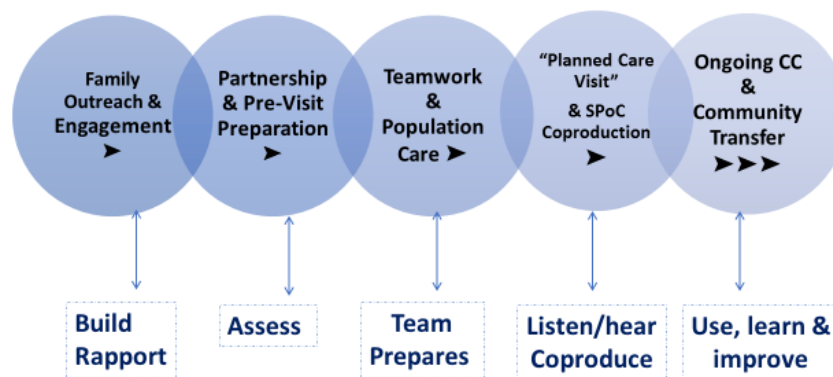 Family
Outreach &
Engagement
➤
Partnership
& Pre-Visit
Preparation
➤
Teamwork
&
Population
Care ➤
“Planned Care
Visit”
& SPoC
Coproduction
➤
Ongoing CC
&
Community
Transfer
➤➤➤
Build
Rapport
Assess
Team
Prepares
Listen/hear
Coproduce
Use, learn &
improve